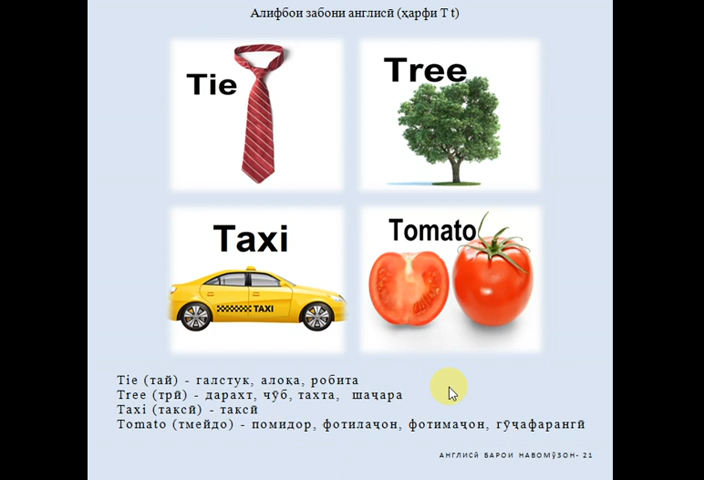 Алифбои забони англисӣ (ҳарфи T t)
Tie
Tree
Taxi
Tomato
TAXI
Tie (тай) - галстук, алоқа, робита
Tree (трӣ) - дарахт, чӯб, тахта, шаҷара
Taxi (таксӣ) - таксӣ
Tomato (тмейдо) - помидор, фотилаҷон, фотимаҷон, гӯҷафарангӣ
АНГЛИСӢ БАРОИ НАВОМӮЗОН- 21